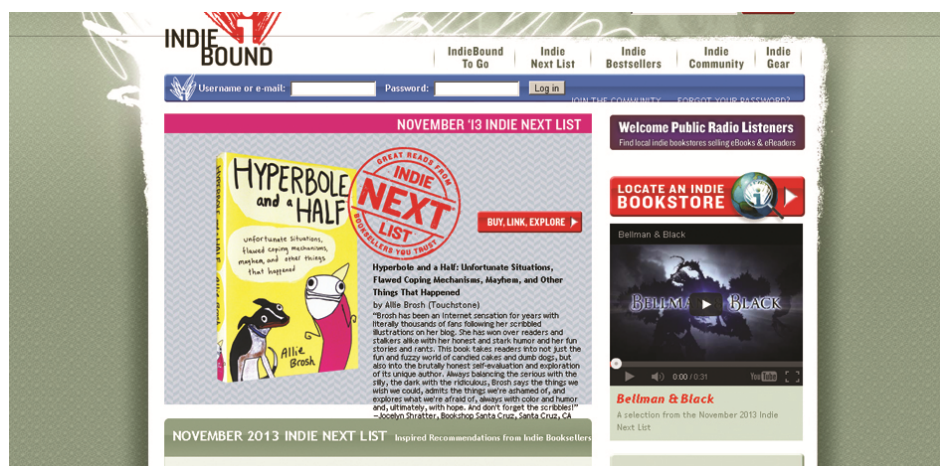 INDIE
BOUND
IndieBound
To Go
Indie
Next List
Indie
Bestsellers
Indie
Community
Indie
Gear
Username or e-mail:
Password:
Log in
JOIN THE COMMUNITY
FORGOT YOUR PASSWORD?
NOVEMBER '13 INDIE NEXT LIST
HYPERBOLE
and a
HALF
unfortunate situations,
flawed coping mechanisms,
mayhem, and other things
that happened
Allie
Brosh
GREAT READS FROM
INDIE
NEXT
LIST
BOOKSELLERS YOU TRUST
BUY, LINK, EXPLORE
Hyperbole and a Half: Unfortunate Situations,
Flawed Coping Mechanisms, Mayhem, and Other
Things That Happened
by Allie Brosh (Touchstone)
"Brosh has been an Internet sensation for years with
literally thousands of fans following her scribbled
illustrations on her blog. She has won over readers and
stalkers alike with her honest and stark humor and her fun
stories and rants. This book takes readers into not just the
fun and fuzzy world of candied cakes and dumb dogs, but
also into the brutally honest self-evaluation and exploration
of its unique author. Always balancing the serious with the
silly, the dark with the ridiculous, Brosh says the things we
wish we could, admits the things we're ashamed of, and
explores what we're afraid of, always with color and humor
and, ultimately, with hope. And don't forget the scribbles!"
—Jocelyn Shratter, Bookshop Santa Cruz, Santa Cruz, CA
NOVEMBER 2013 INDIE NEXT LIST Inspired Recommendations from Indie Booksellers
Welcome Public Radio Listeners
Find local indie bookstores selling eBooks & eReaders
LOCATE AN INDIE
BOOKSTORE
Bellman & Black
BELLMAN BLACK
0:00 / 0:31
YouTube
Bellman & Black
A selection from the November 2013 Indie
Next List